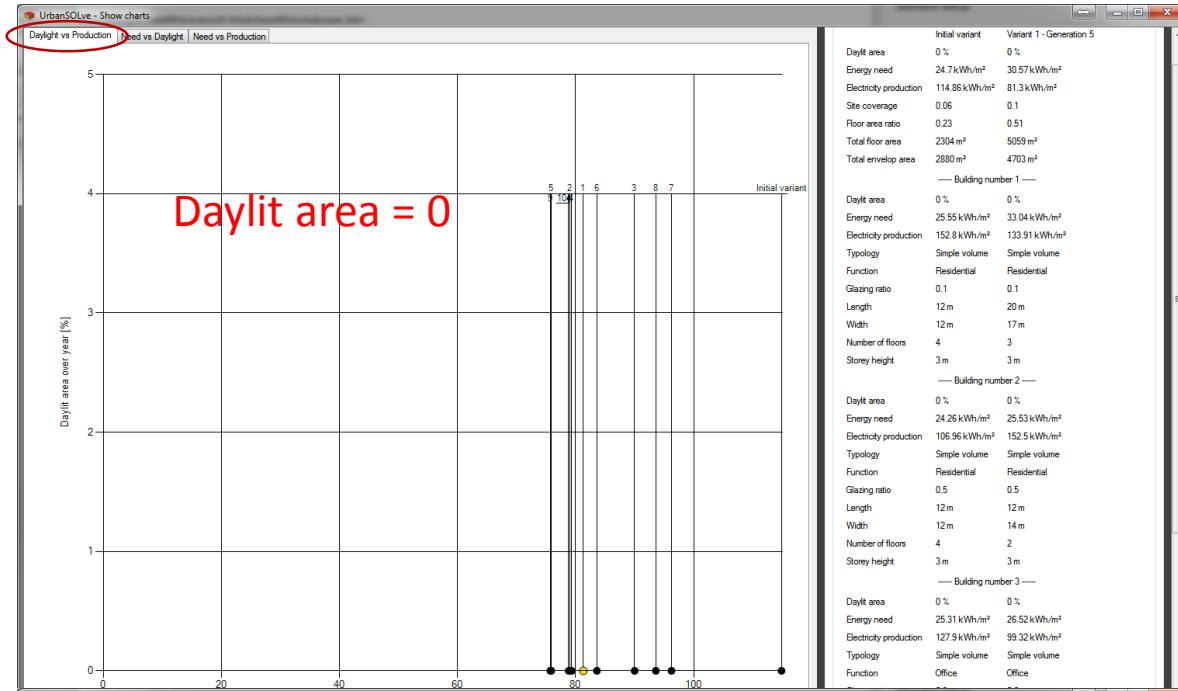 UrbanSOLve - Show charts
Daylight vs Production Need vs Daylight Need vs Production
5
4
3
2
1
0
Daylit area over year [%]
Daylit area = 0
5 2 1 6 3 8 7 Initial variant
9 10
0 20 40 60 80 100
Initial variant Variant 1 - Generation 5
Daylit area 0 % 0 %
Energy need 24.7 kWh/m² 30.57 kWh/m²
Electricity production 114.86 kWh/m² 81.3 kWh/m²
Site coverage 0.06 0.1
Floor area ratio 0.23 0.51
Total floor area 2304 m² 5059 m²
Total envelop area 2880 m² 4703 m²
------ Building number 1 ------
Daylit area 0 % 0 %
Energy need 25.55 kWh/m² 33.04 kWh/m²
Electricity production 152.8 kWh/m² 133.91 kWh/m²
Typology Simple volume Simple volume
Function Residential Residential
Glazing ratio 0.1 0.1
Length 12 m 20 m
Width 12 m 17 m
Number of floors 4 3
Storey height 3 m 3 m
------ Building number 2 ------
Daylit area 0 % 0 %
Energy need 24.26 kWh/m² 25.53 kWh/m²
Electricity production 106.96 kWh/m² 152.5 kWh/m²
Typology Simple volume Simple volume
Function Residential Residential
Glazing ratio 0.5 0.5
Length 12 m 12 m
Width 12 m 14 m
Number of floors 4 2
Storey height 3 m 3 m
------ Building number 3 ------
Daylit area 0 % 0 %
Energy need 25.31 kWh/m² 26.52 kWh/m²
Electricity production 127.9 kWh/m² 99.32 kWh/m²
Typology Simple volume Simple volume
Function Office Office